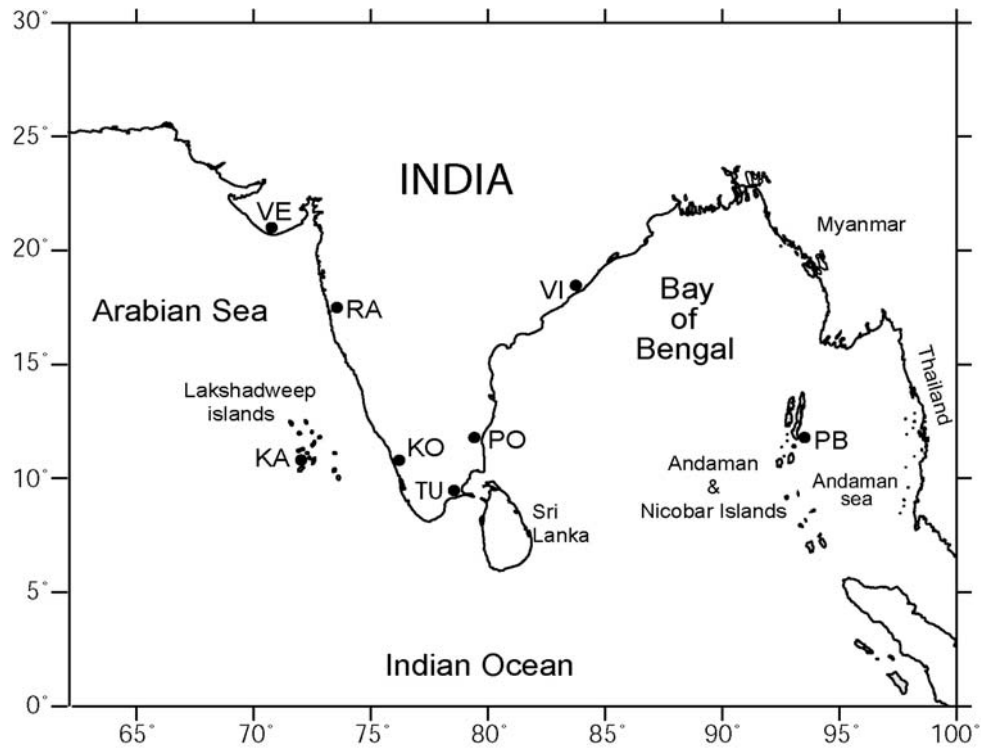 30°
25°
20°
15°
10°
5°
0°
INDIA
VE
Myanmar
VI
Bay
of
Bengal
Arabian Sea
RA
Thailand
Lakshadweep
islands
KA
KO
PO
PB
TU
Andaman
&
Nicobar Islands
Andaman
sea
Sri
Lanka
Indian Ocean
65° 70° 75° 80° 85° 90° 95° 100°